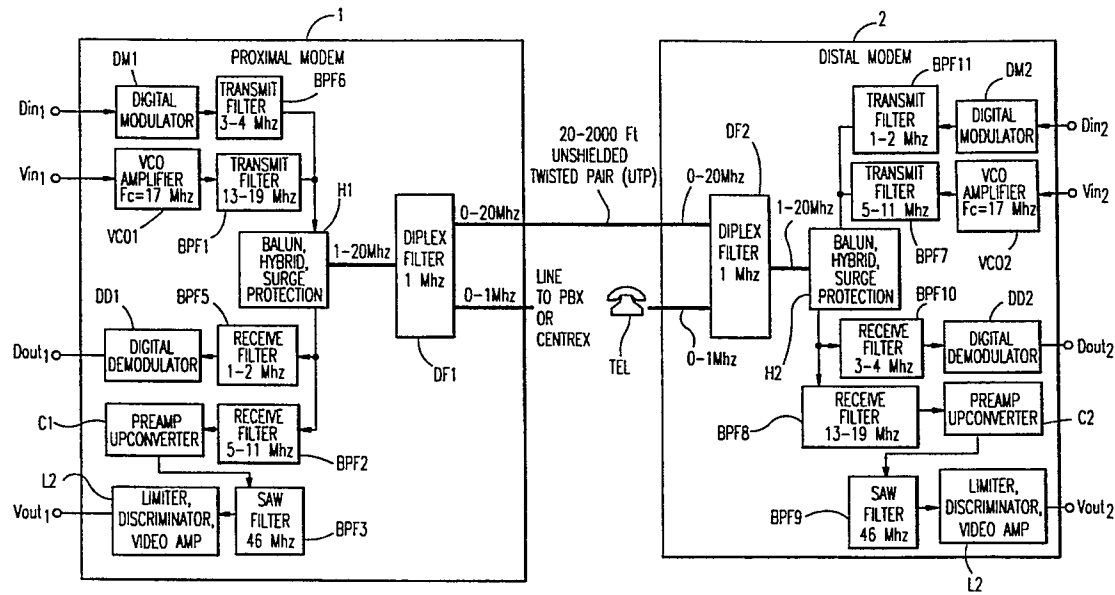 1
PROXIMAL MODEM
DM1
BPF6
Din1
DIGITAL
MODULATOR
TRANSMIT
FILTER
3-4 Mhz
Vin1
VCO
AMPLIFIER
Fc=17 Mhz
TRANSMIT
FILTER
13-19 Mhz
VCO1
BPF1
H1
BALUN,
HYBRID,
SURGE
PROTECTION
1-20Mhz
DIPLEX
FILTER
1 Mhz
DF1
0-20Mhz
0-1Mhz
DD1
BPF5
Dout1
DIGITAL
DEMODULATOR
RECEIVE
FILTER
1-2 Mhz
C1
PREAMP
UPCONVERTER
RECEIVE
FILTER
5-11 Mhz
BPF2
L2
Vout1
LIMITER,
DISCRIMINATOR,
VIDEO AMP
SAW
FILTER
46 Mhz
BPF3
20-2000 Ft
UNSHIELDED
TWISTED PAIR (UTP)
LINE
TO PBX
OR
CENTREX
TEL
2
DISTAL MODEM
DF2
0-20Mhz
0-1Mhz
DIPLEX
FILTER
1 Mhz
1-20Mhz
BPF11
DM2
TRANSMIT
FILTER
1-2 Mhz
DIGITAL
MODULATOR
Din2
TRANSMIT
FILTER
5-11 Mhz
VCO
AMPLIFIER
Fc=17 Mhz
Vin2
BPF7
VCO2
BALUN,
HYBRID,
SURGE
PROTECTION
H2
BPF10
DD2
RECEIVE
FILTER
3-4 Mhz
DIGITAL
DEMODULATOR
Dout2
BPF8
RECEIVE
FILTER
13-19 Mhz
PREAMP
UPCONVERTER
C2
BPF9
SAW
FILTER
46 Mhz
LIMITER,
DISCRIMINATOR,
VIDEO AMP
Vout2
L2